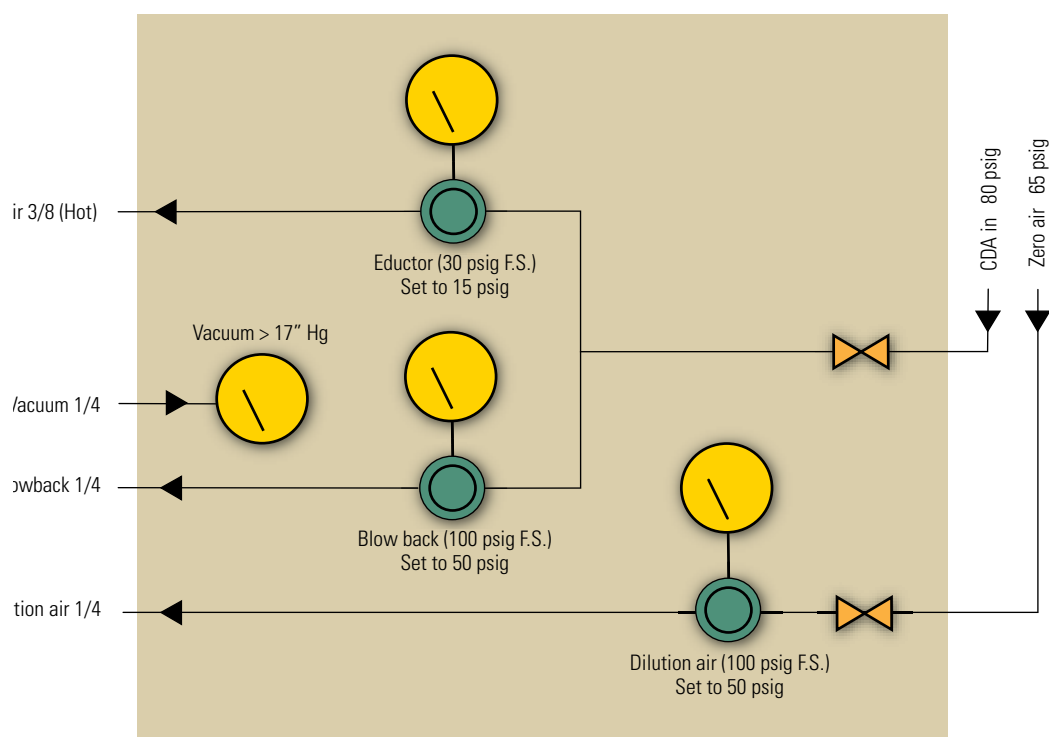 ir 3/8 (Hot)
Eductor (30 psig F.S.)
Set to 15 psig
CDA in 80 psig
Zero air 65 psig
Vacuum > 17” Hg
Vacuum 1/4
owback 1/4
Blow back (100 psig F.S.)
Set to 50 psig
tion air 1/4
Dilution air (100 psig F.S.)
Set to 50 psig